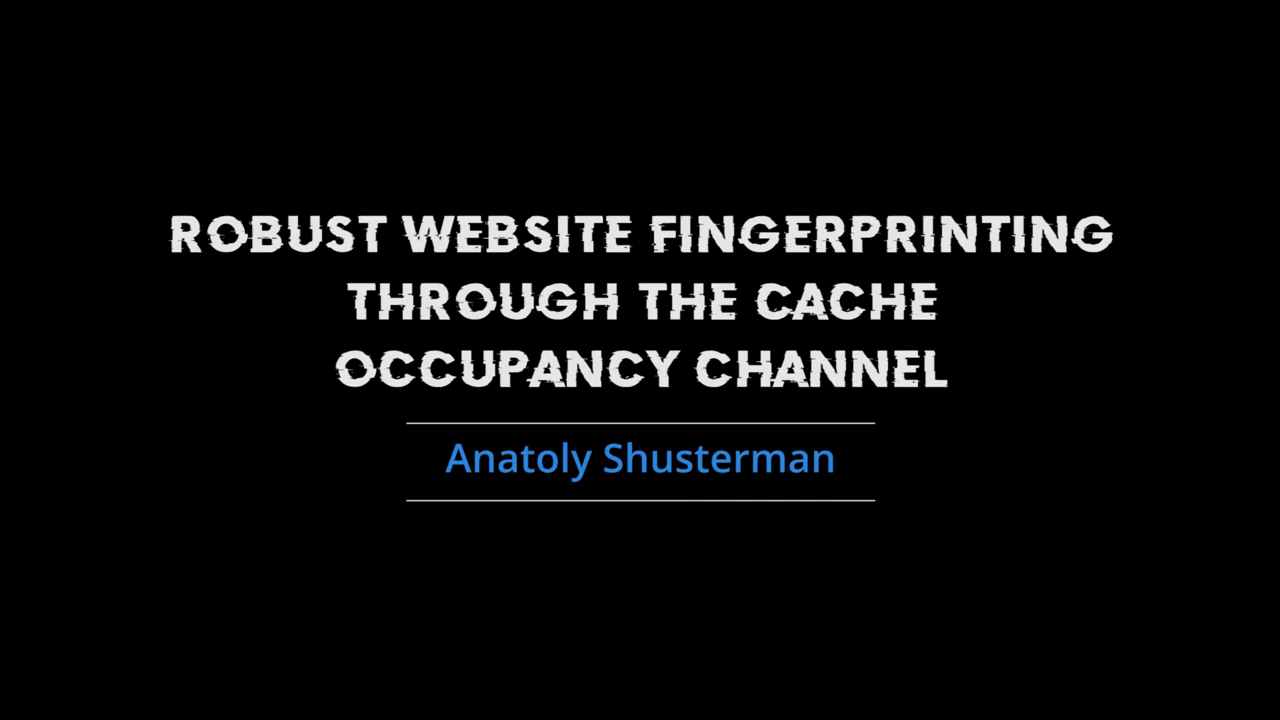 ROBUST WEBSITE FINGERPRINTING
THROUGH THE CACHE
OCCUPANCY CHANNEL
Anatoly Shusterman